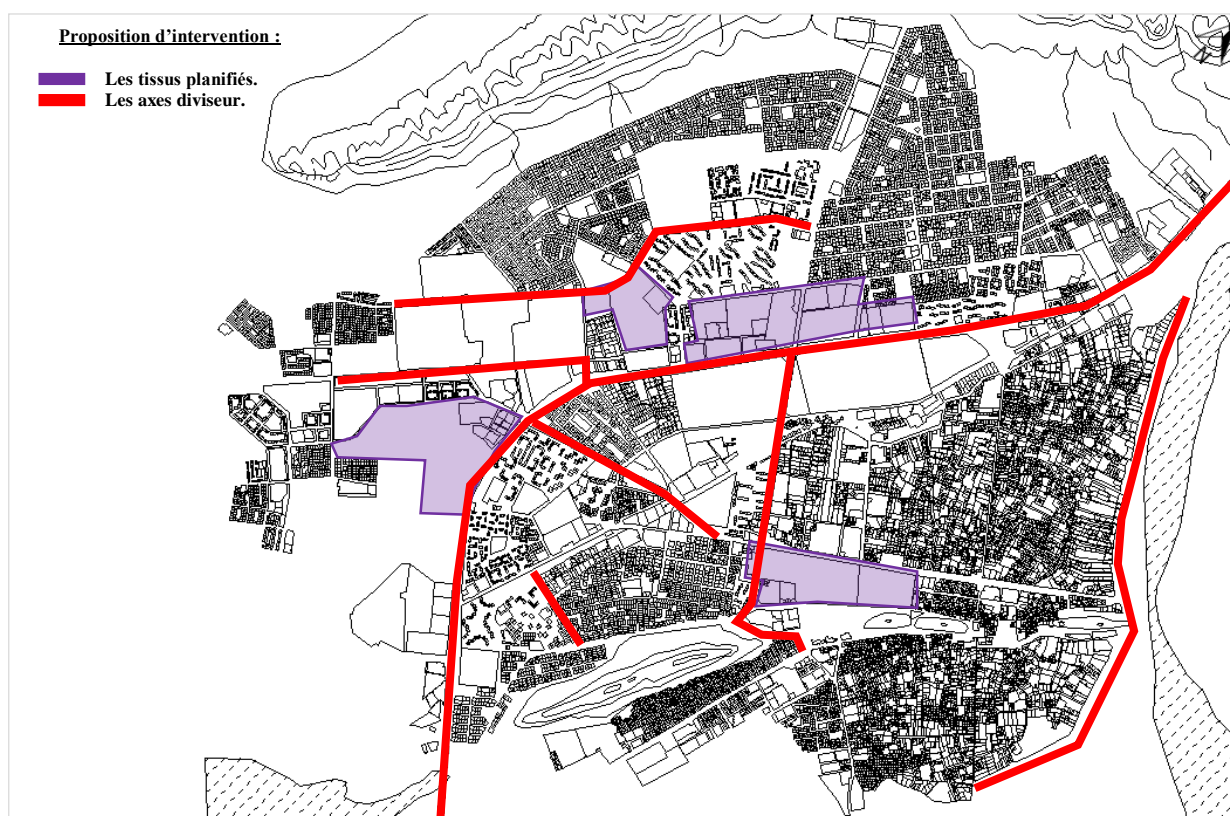 Proposition d'intervention :
Les tissus planifiés.
Les axes diviseur.